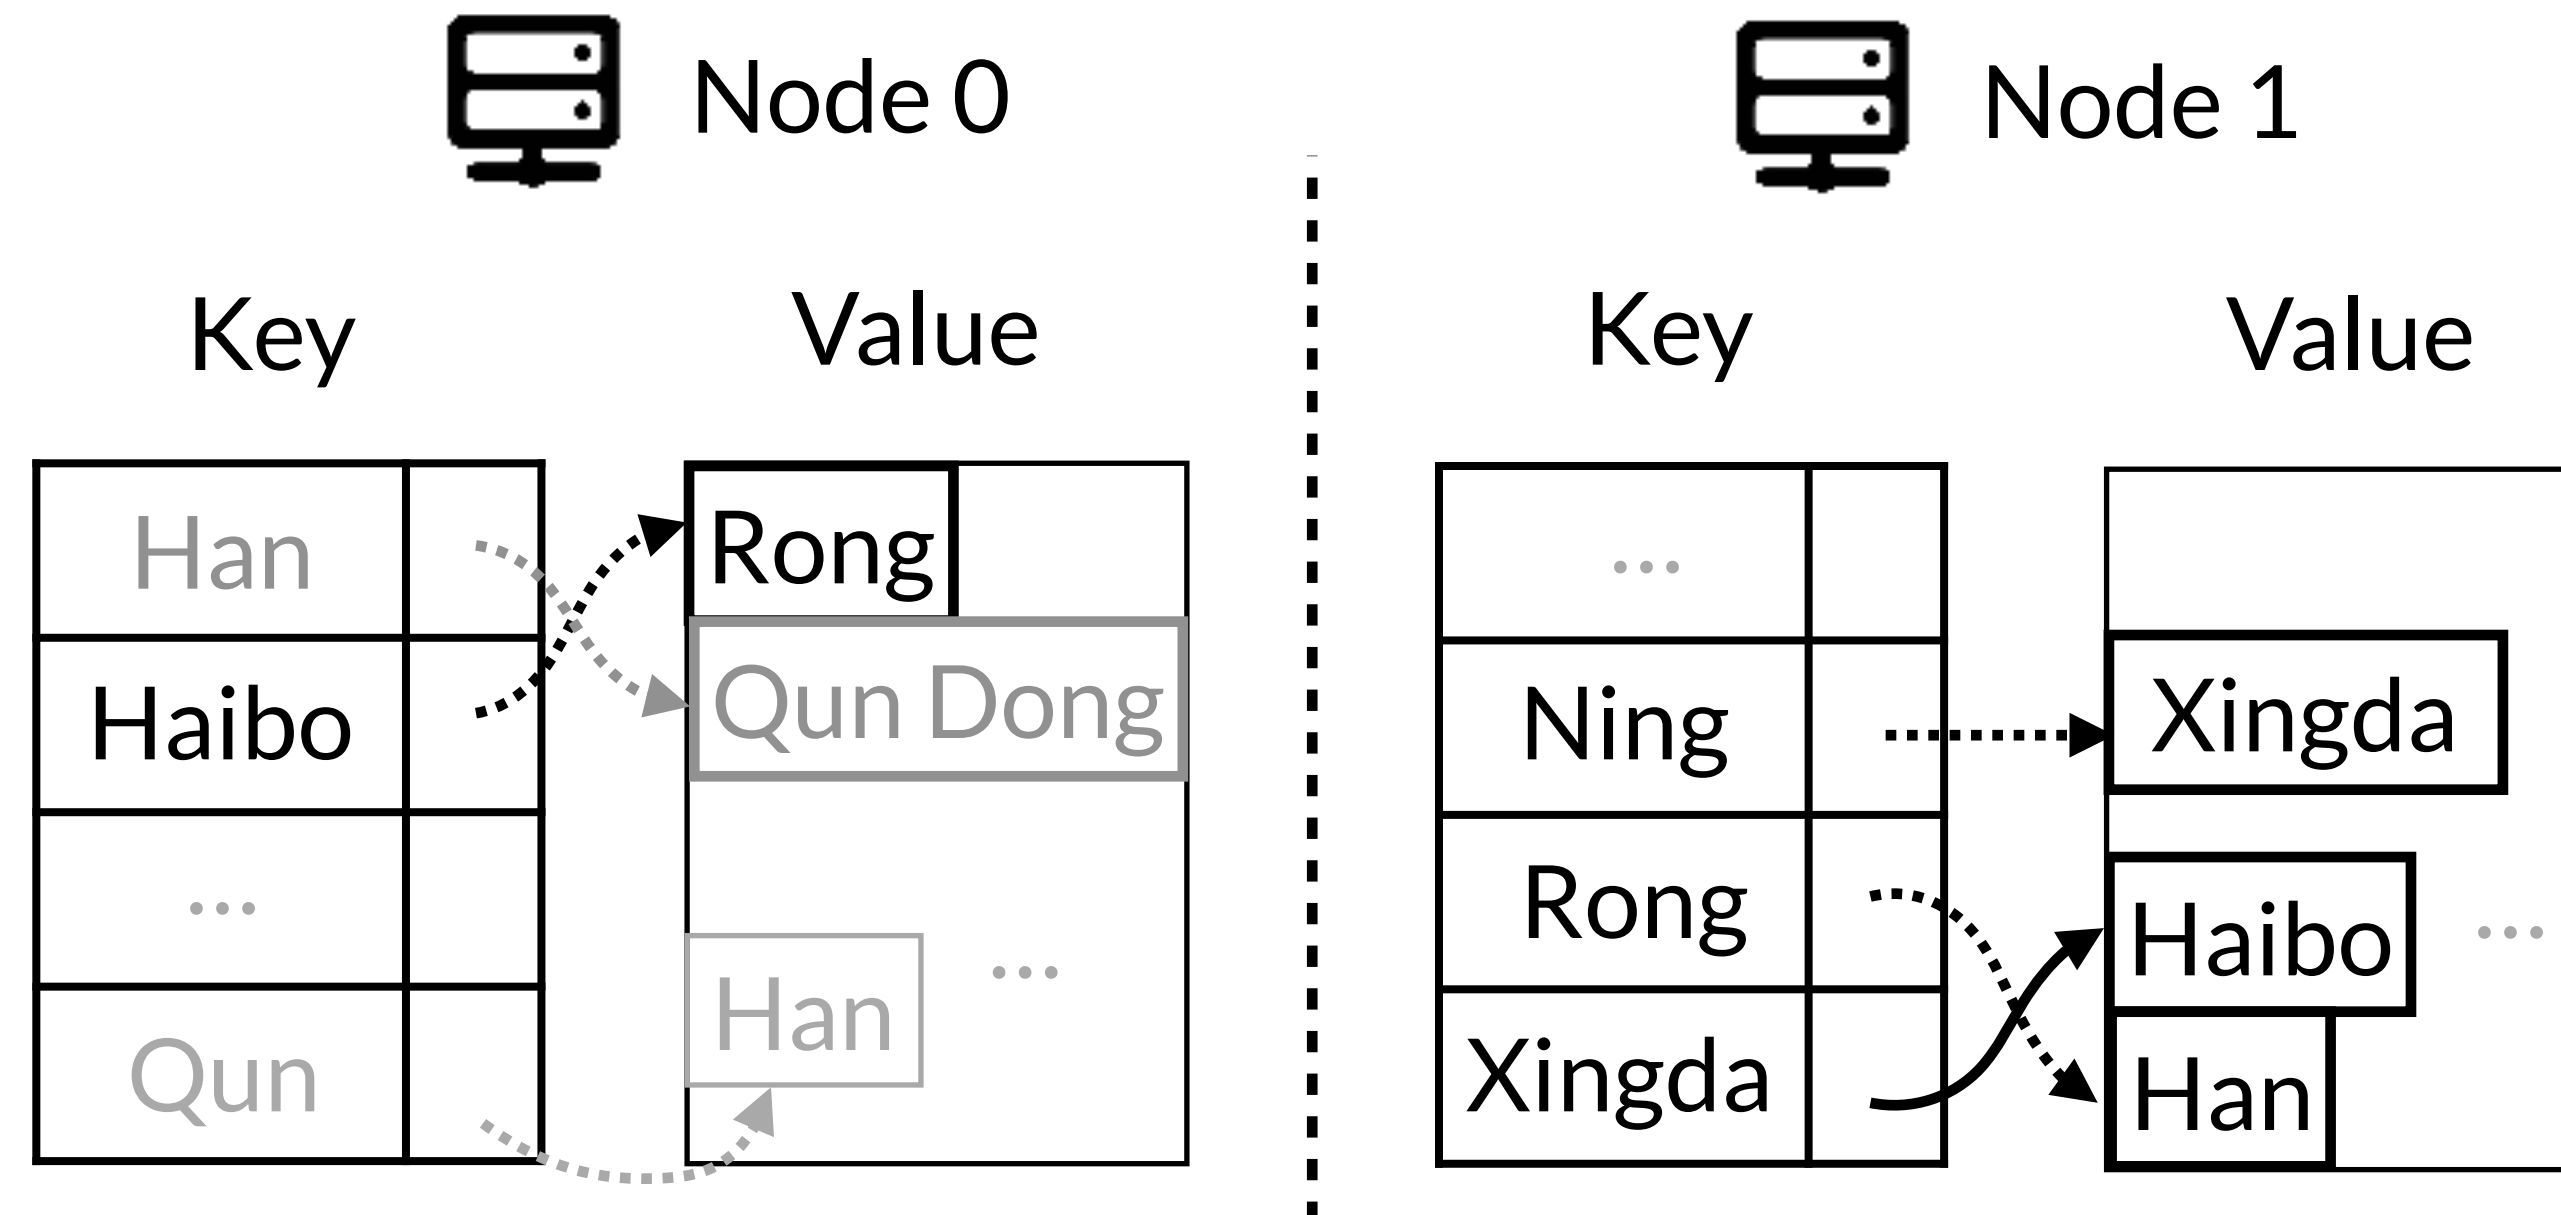 Node 0
Key
Value
Han
Haibo
...
Qun
Rong
Qun Dong
Han
...
Node 1
Key
Value
...
Ning
Rong
Xingda
Xingda
Haibo
...
Han